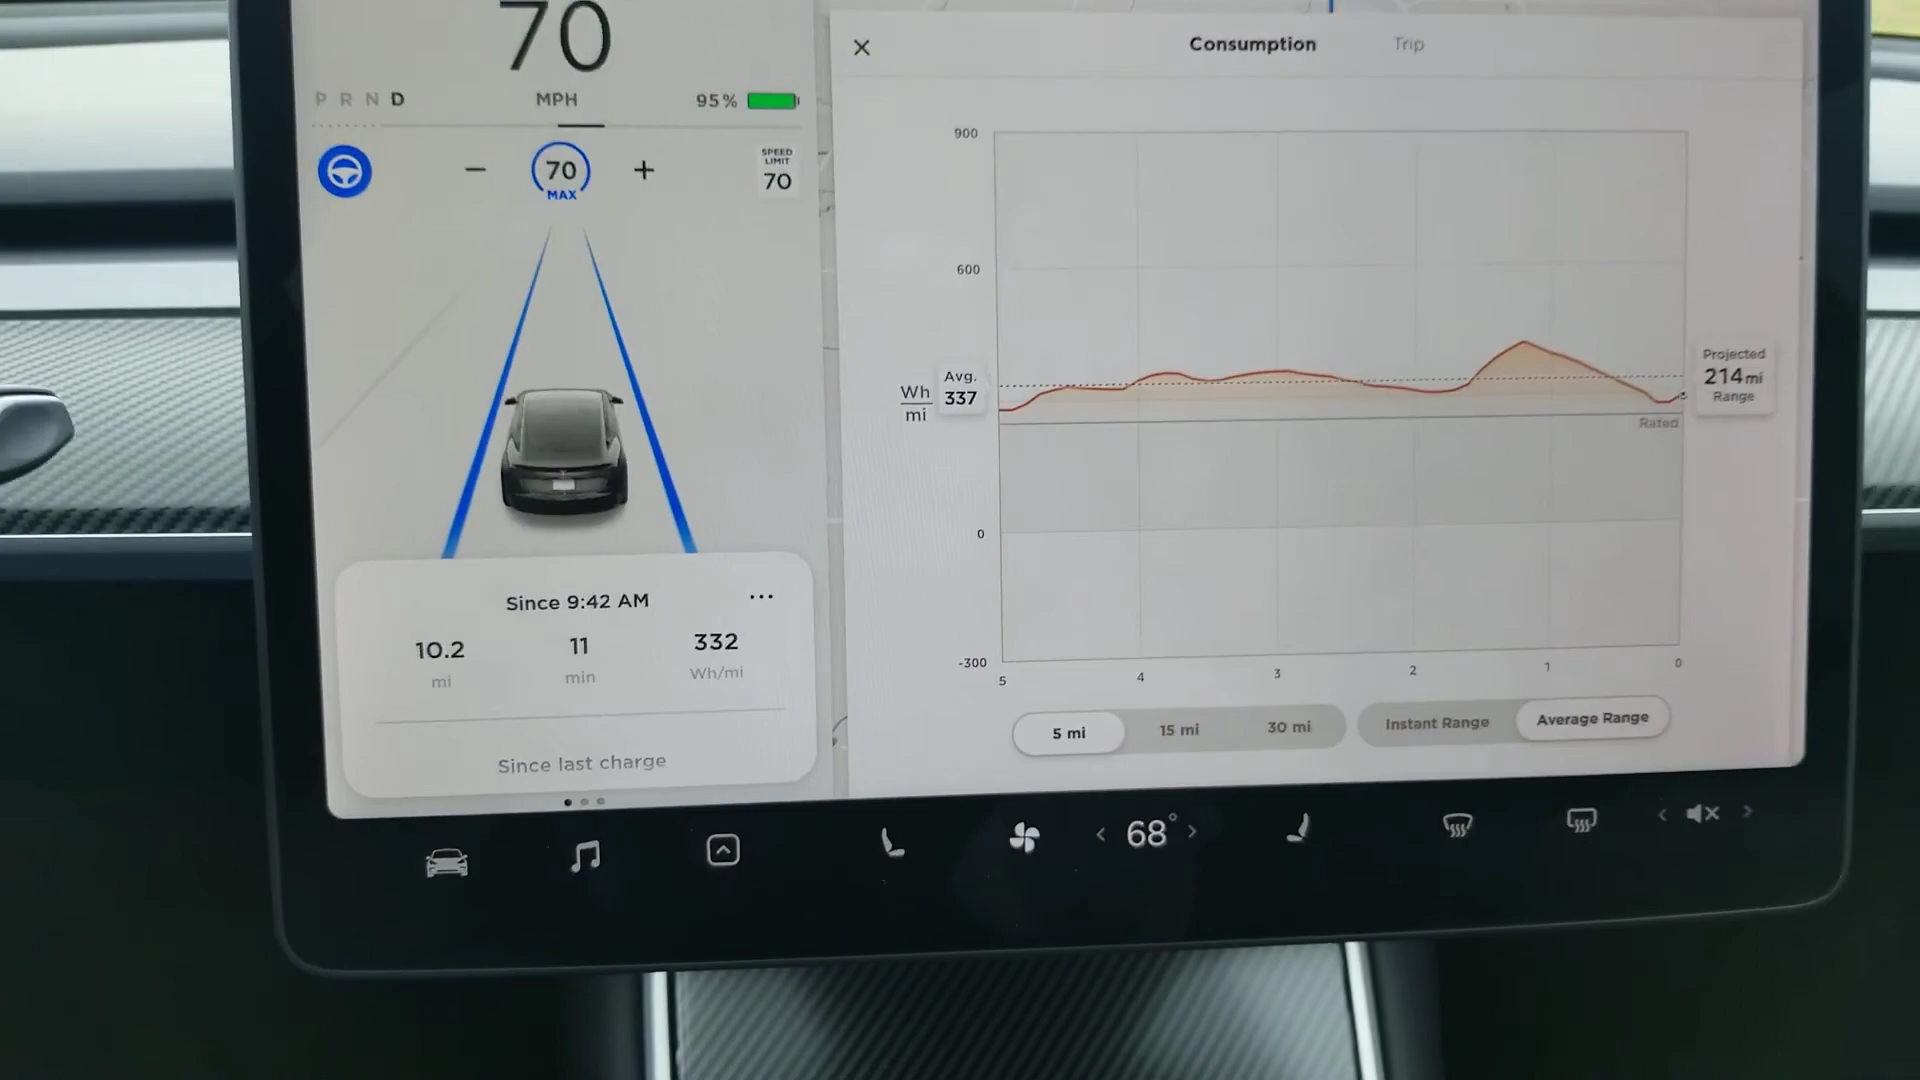 70
P R N D
MPH
95%
70
MAX
SPEED
LIMIT
70
Since 9:42 AM
10.2
mi
11
min
332
Wh/mi
Since last charge
Consumption
Trip
900
600
0
-300
Wh
mi
Avg.
337
Projected
214 mi
Range
Rated
5
4
3
2
1
0
5 mi
15 mi
30 mi
Instant Range
Average Range
68°